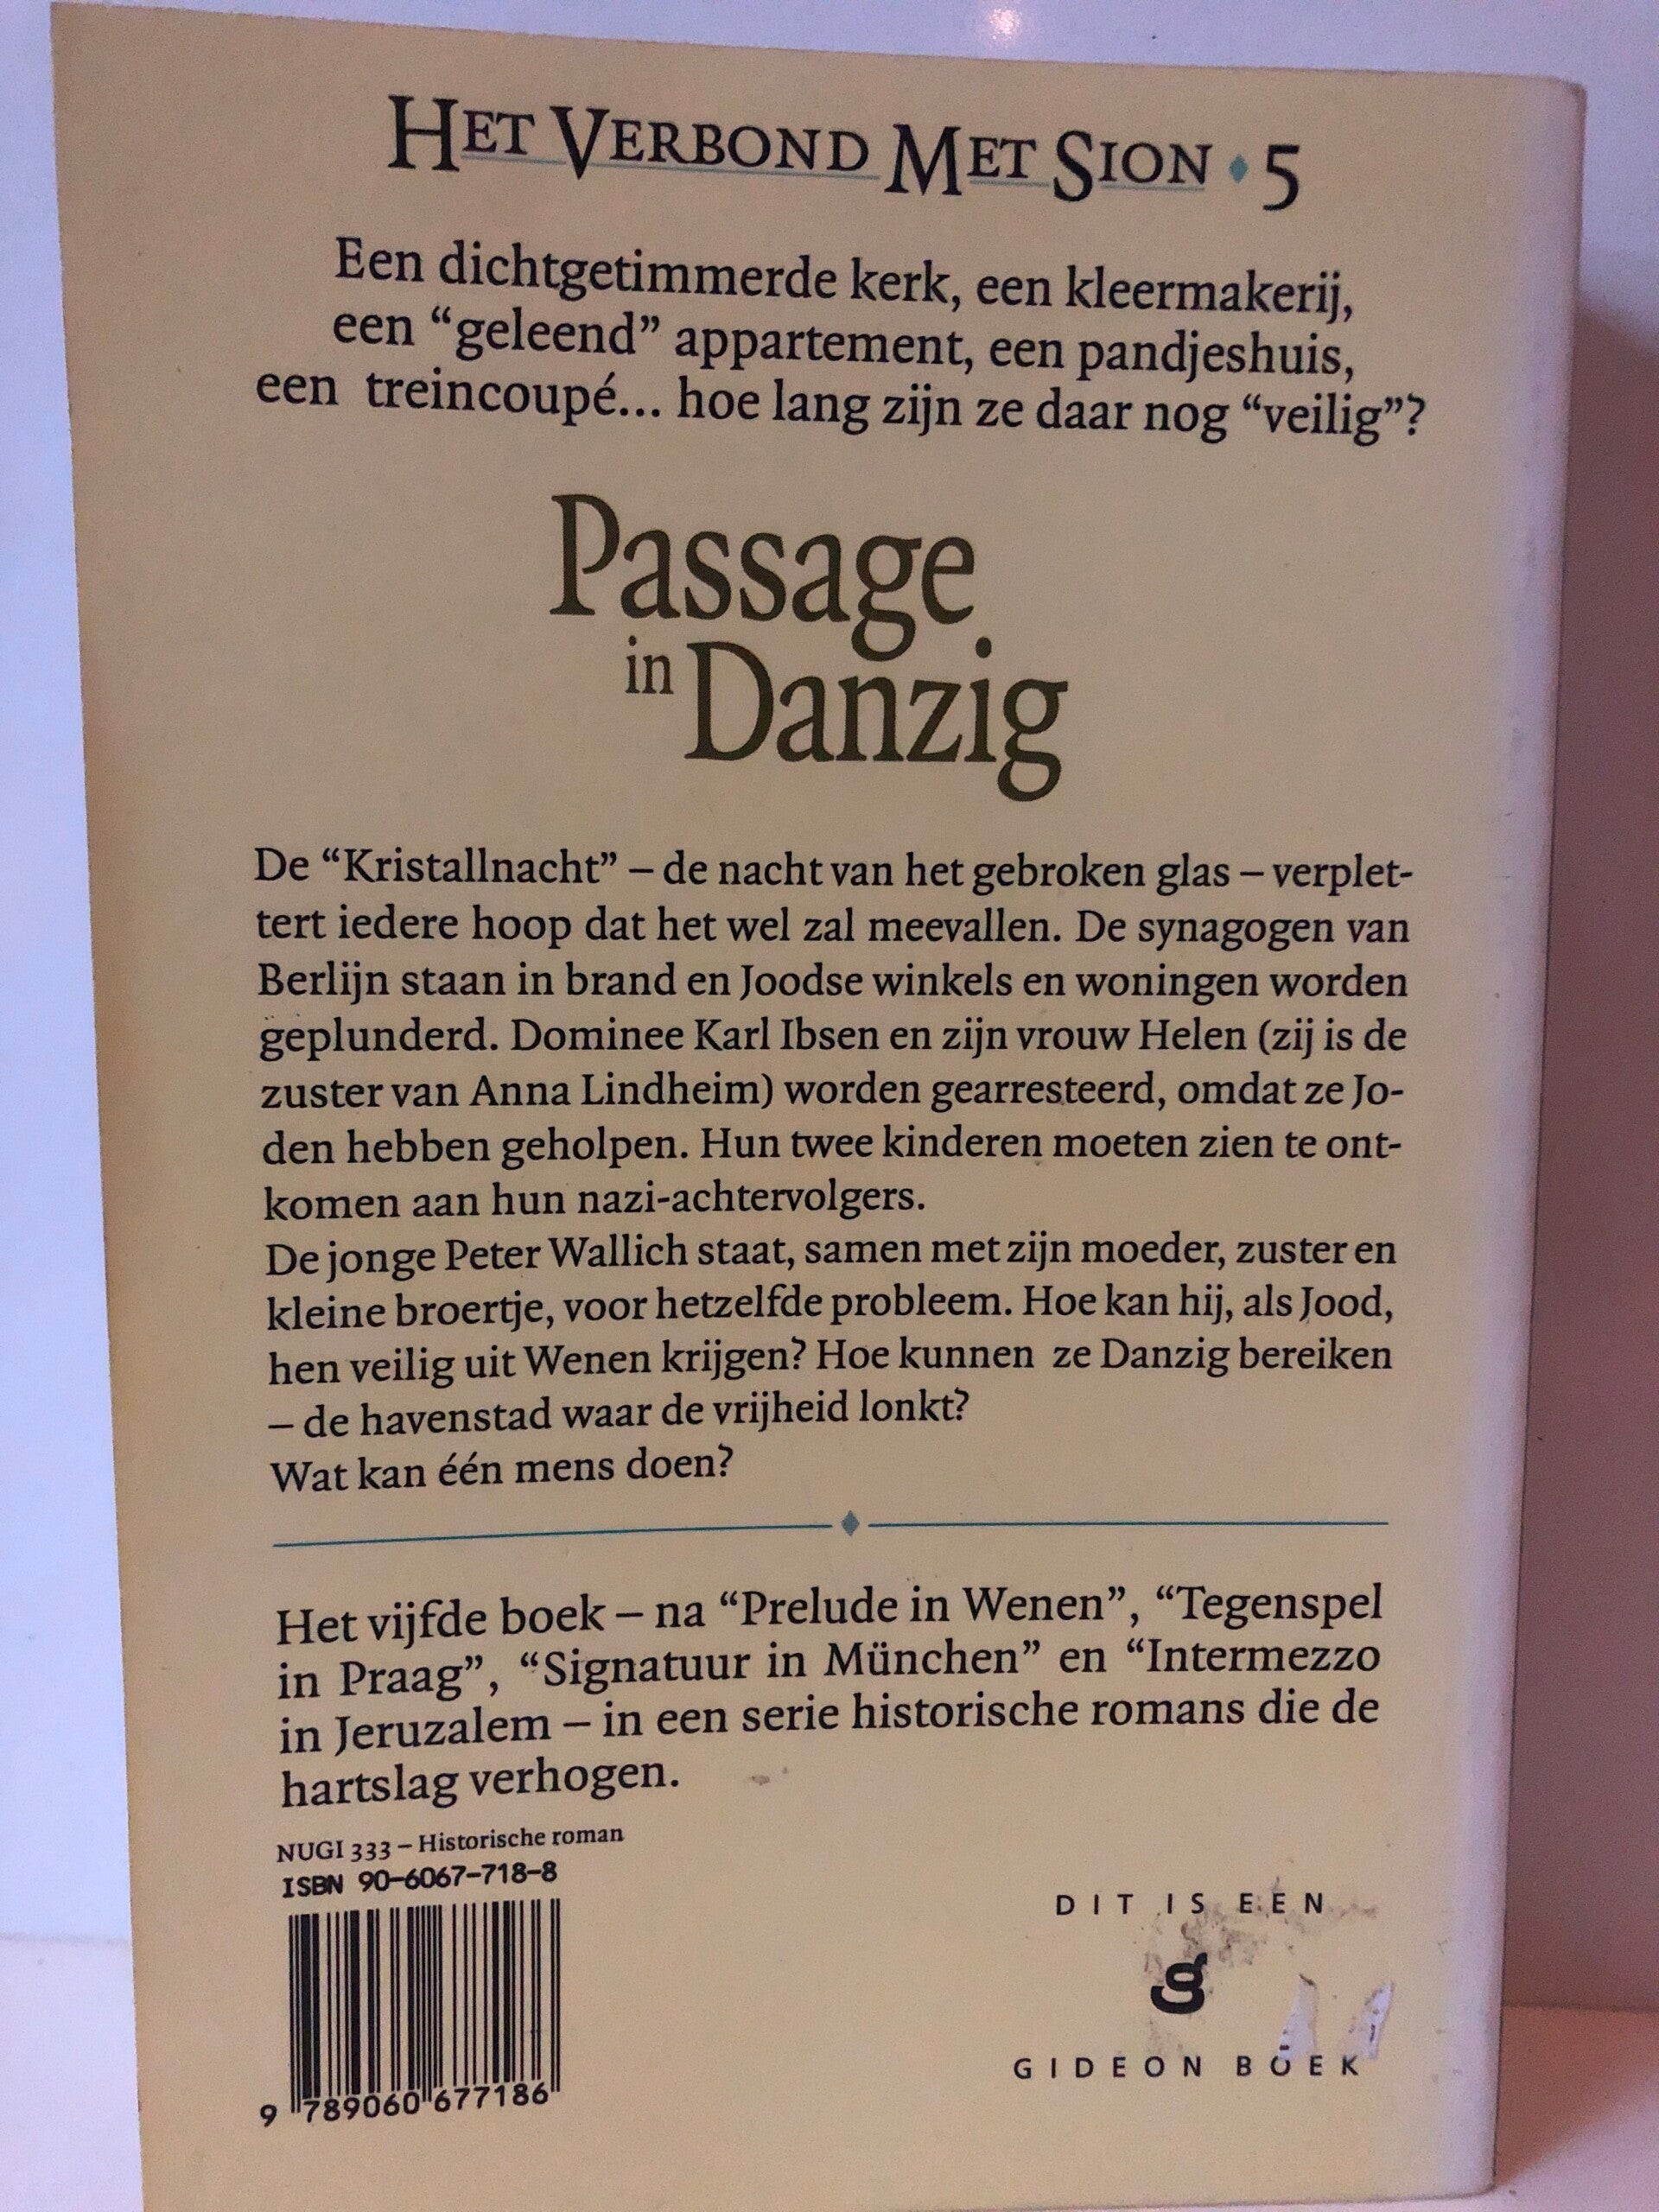 HET VERBOND MET SION ♦ 5
Een dichtgetimmerde kerk, een kleermakerij,
een “geleend” appartement, een pandjeshuis,
een treincoupé... hoe lang zijn ze daar nog “veilig”?
Passage
in Danzig
De “Kristallnacht” – de nacht van het gebroken glas – verplet-
tert iedere hoop dat het wel zal meevallen. De synagogen van
Berlijn staan in brand en Joodse winkels en woningen worden
geplunderd. Dominee Karl Ibsen en zijn vrouw Helen (zij is de
zuster van Anna Lindheim) worden gearresteerd, omdat ze Jo-
den hebben geholpen. Hun twee kinderen moeten zien te ont-
komen aan hun nazi-achtervolgers.
De jonge Peter Wallich staat, samen met zijn moeder, zuster en
kleine broertje, voor hetzelfde probleem. Hoe kan hij, als Jood,
hen veilig uit Wenen krijgen? Hoe kunnen ze Danzig bereiken
– de havenstad waar de vrijheid lonkt?
Wat kan één mens doen?
Het vijfde boek – na “Prelude in Wenen”, “Tegenspel
in Praag”, “Signatuur in München” en “Intermezzo
in Jeruzalem – in een serie historische romans die de
hartslag verhogen.
NUGI 333 – Historische roman
ISBN 90-6067-718-8
9 789060 677186
DIT IS EEN
g
GIDEON BOEK